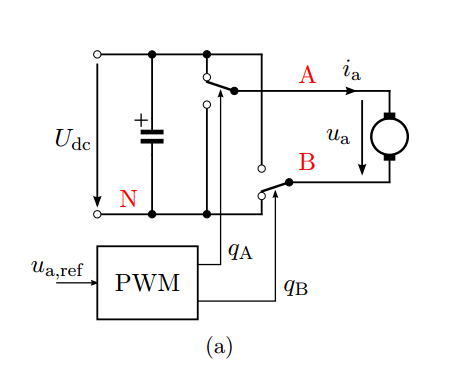 A
i_a
+
U_dc
u_a
B
N
q_A
u_a,ref
PWM
q_B
(a)